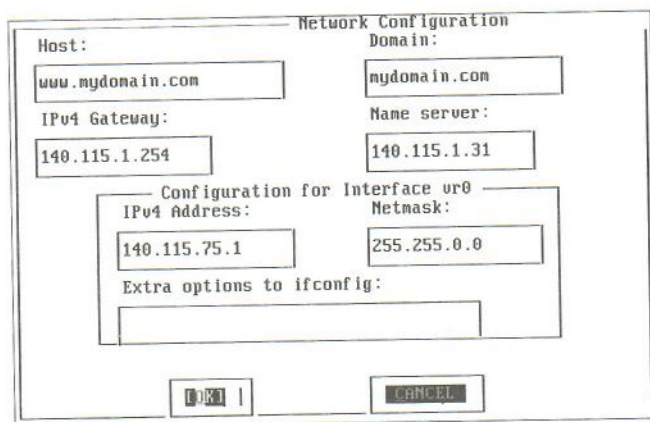 Network Configuration
Host:
Domain:
www.mydomain.com
mydomain.com
IPv4 Gateway:
Name server:
140.115.1.254
140.115.1.31
Configuration for Interface vr0
IPv4 Address:
Netmask:
140.115.75.1
255.255.0.0
Extra options to ifconfig:
[OK]
CANCEL